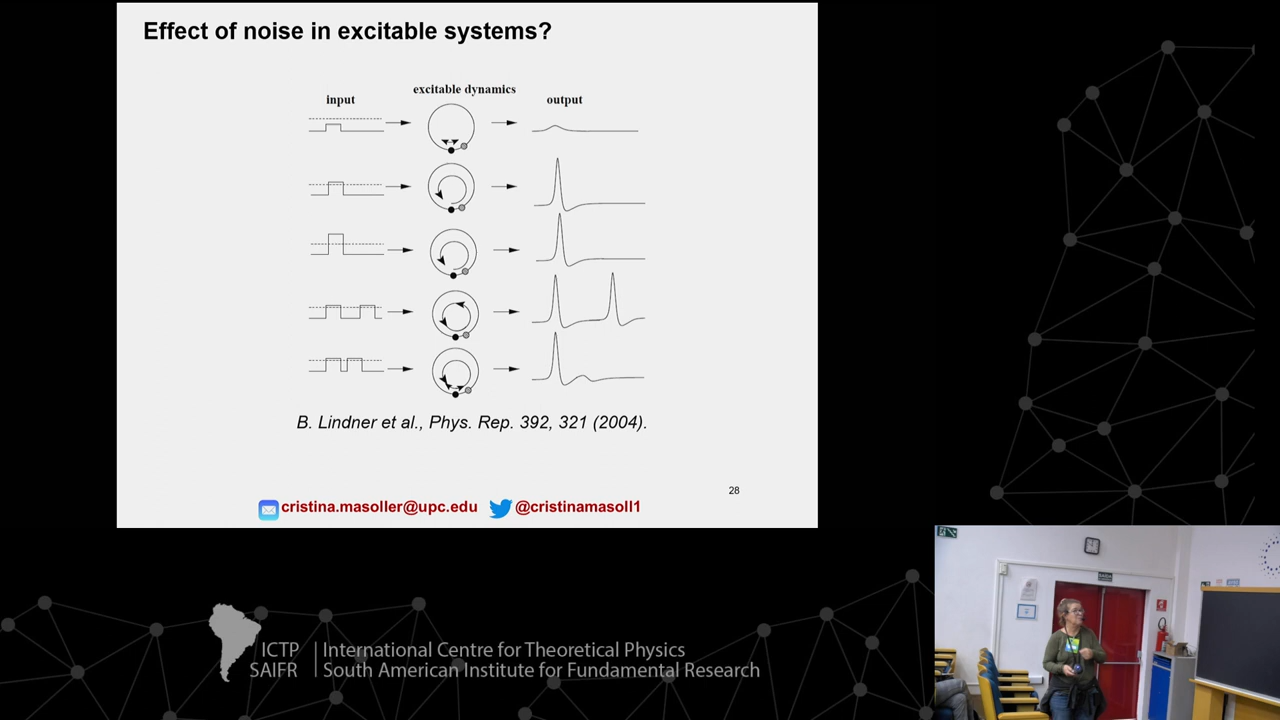 Effect of noise in excitable systems?
input
excitable dynamics
output
B. Lindner et al., Phys. Rep. 392, 321 (2004).
28
cristina.masoller@upc.edu
@cristinamasoll1
ICTP
SAIFR
International Centre for Theoretical Physics
South American Institute for Fundamental Research